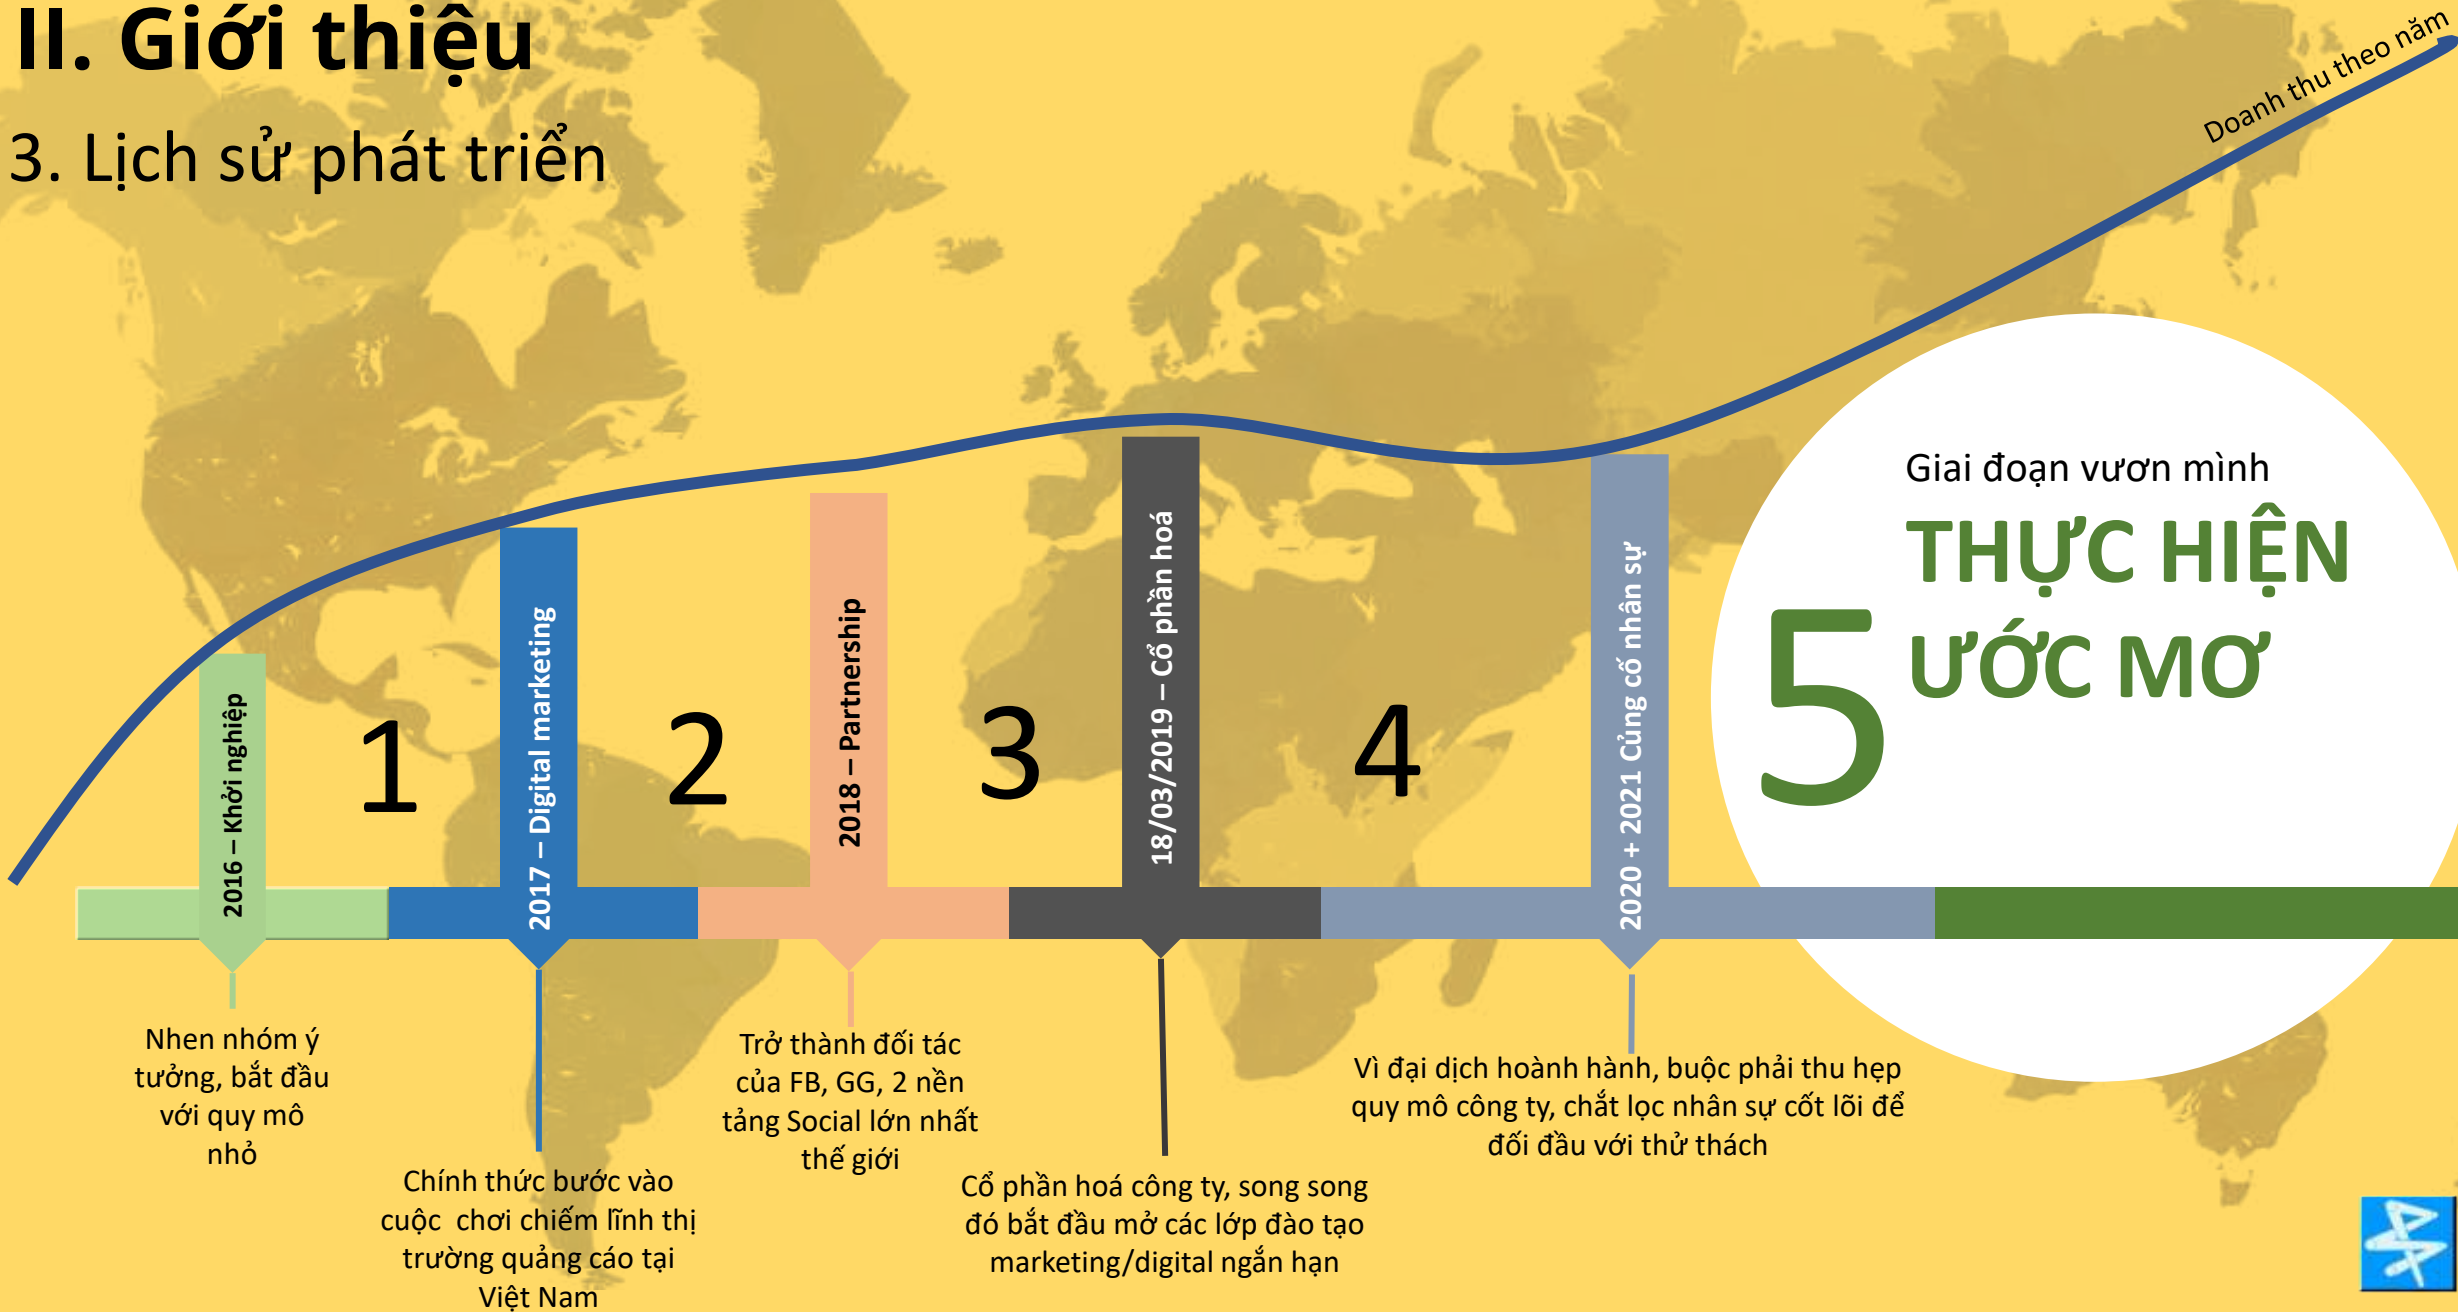 II. Giới thiệu
3. Lịch sử phát triển
Doanh thu theo năm
2016 – Khởi nghiệp
1
2017 – Digital marketing
2
2018 – Partnership
3
18/03/2019 – Cổ phần hoá
4
2020 + 2021 Củng cố nhân sự
5
Giai đoạn vươn mình
THỰC HIỆN
ƯỚC MƠ
Nhen nhóm ý
tưởng, bắt đầu
với quy mô
nhỏ
Chính thức bước vào
cuộc chơi chiếm lĩnh thị
trường quảng cáo tại
Việt Nam
Trở thành đối tác
của FB, GG, 2 nền
tảng Social lớn nhất
thế giới
Cổ phần hoá công ty, song song
đó bắt đầu mở các lớp đào tạo
marketing/digital ngắn hạn
Vì đại dịch hoành hành, buộc phải thu hẹp
quy mô công ty, chắt lọc nhân sự cốt lõi để
đối đầu với thử thách